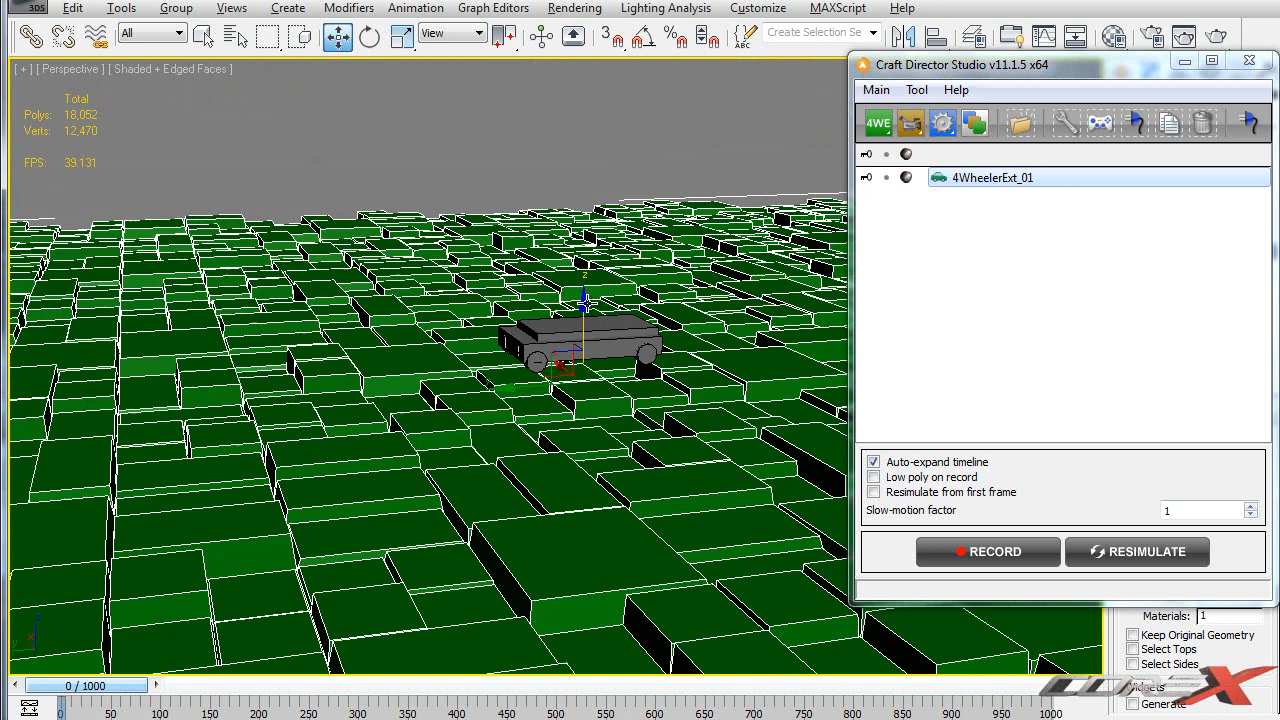 3DS
Edit Tools Group Views Create Modifiers Animation Graph Editors Rendering Lighting Analysis Customize MAXScript Help
All View 3 Create Selection Se
[ + ] [ Perspective ] [ Shaded + Edged Faces ]
Total
Polys: 18,052
Verts: 12,470
FPS: 39.131
z
Craft Director Studio v11.1.5 x64
Main Tool Help
4WE
4WheelerExt_01
Auto-expand timeline
Low poly on record
Resimulate from first frame
Slow-motion factor 1
RECORD RESIMULATE
Materials: 1
Keep Original Geometry
Select Tops
Select Sides
Generate
COREX
0 / 1000
0 50 100 150 200 250 300 350 400 450 500 550 600 650 700 750 800 850 900 950 1000